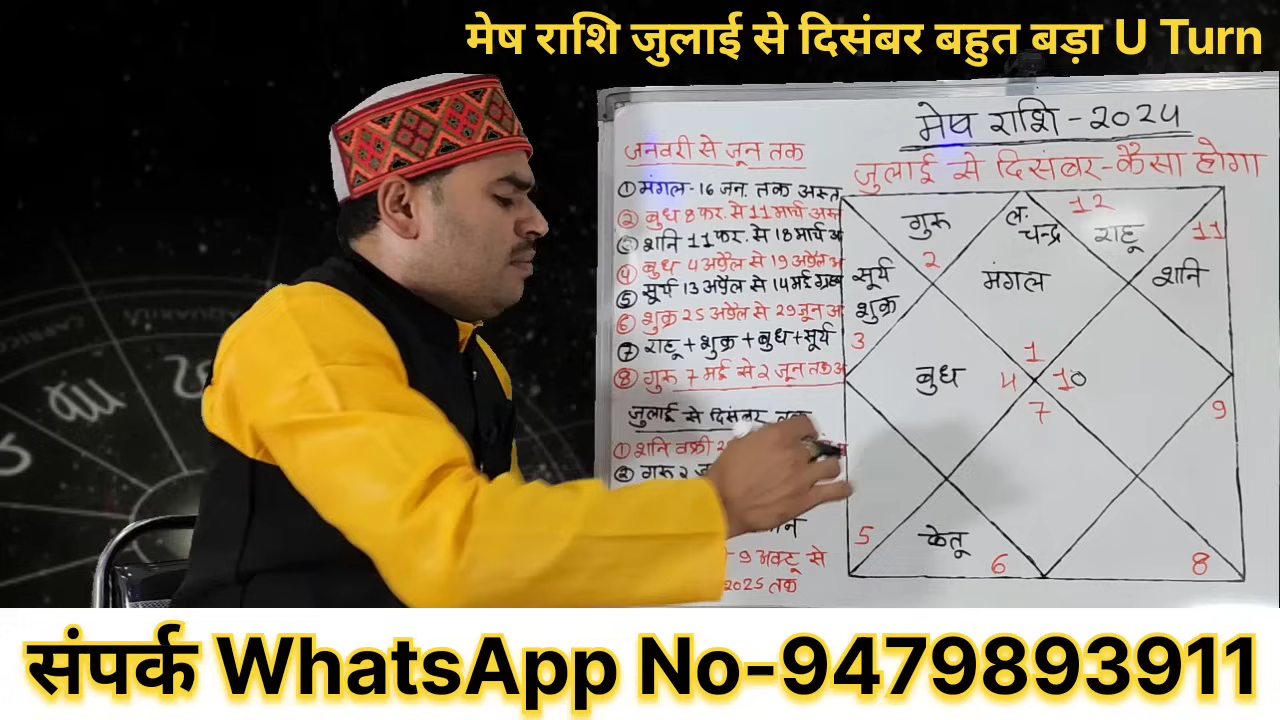 मेष राशि जुलाई से दिसंबर बहुत बड़ा U Turn
मेष राशि - २०२४
जुलाई से दिसंबर - कैसा होगा
जनवरी से जून तक
① मंगल - 16 जन. तक अस्त
② बुध 8 फर. से 11 मार्च अस्त
③ शनि 11 फर. से 18 मार्च अ
④ बुध 4 अप्रैल से 19 अप्रैल अ
⑤ सूर्य 13 अप्रैल से 14 मई ग्रहण
⑥ शुक्र 25 अप्रैल से 29 जून अ
⑦ राहू + शुक्र + बुध + सूर्य
⑧ गुरु 7 मई से 2 जून तक अ
जुलाई से दिसंबर तक
① शनि वक्री 2
② गुरु 2 जु
9 अक्टू से
2025 तक
गुरु
2
ल.
चन्द्र
12
राहू
11
सूर्य
शुक्र
3
मंगल
शनि
बुध
1
4
10
7
9
5
केतू
6
8
संपर्क WhatsApp No-9479893911